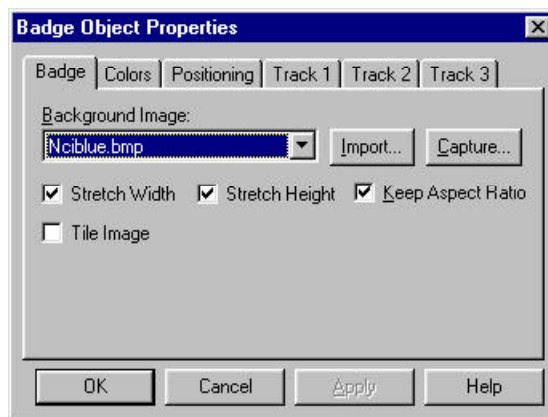 Badge Object Properties
Badge Colors Positioning Track 1 Track 2 Track 3
Background Image:
Nciblue.bmp Import... Capture...
Stretch Width Stretch Height Keep Aspect Ratio
Tile Image
OK Cancel Apply Help